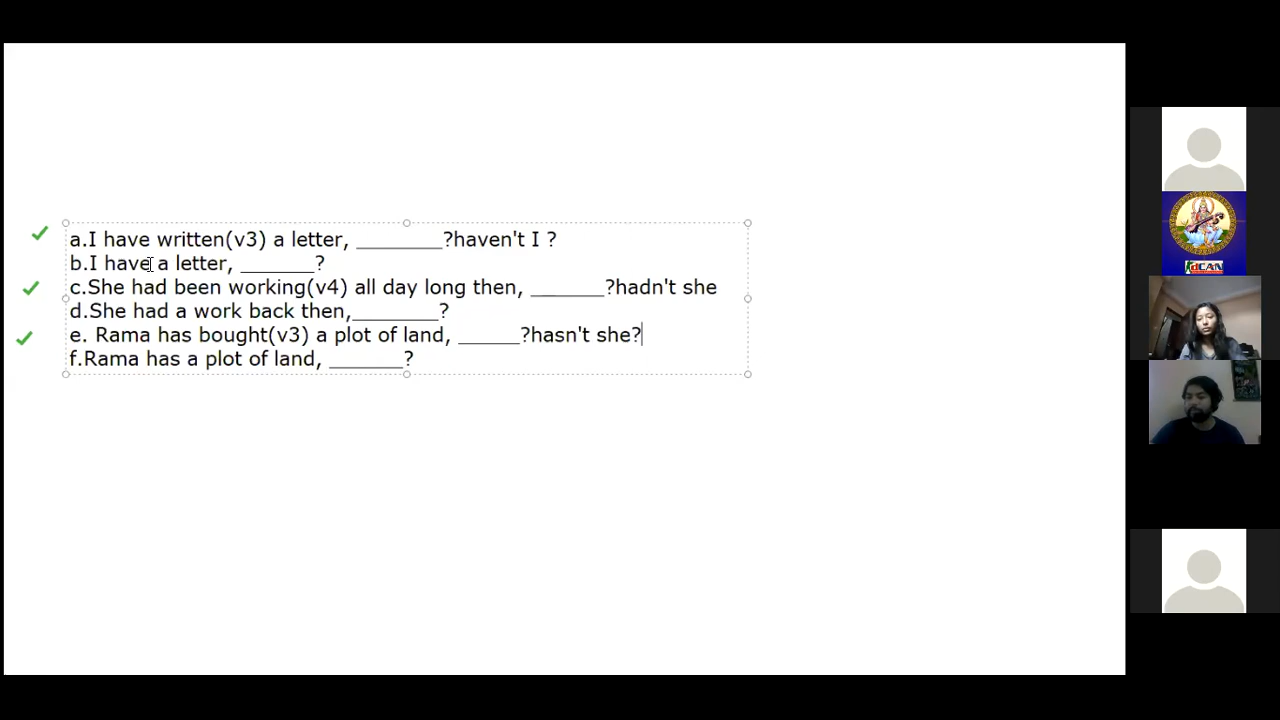 a.I have written(v3) a letter, ________?haven't I ?
b.I have a letter, _______?
c.She had been working(v4) all day long then, _______?hadn't she
d.She had a work back then,________?
e. Rama has bought(v3) a plot of land, ______?hasn't she?
f.Rama has a plot of land, _______?